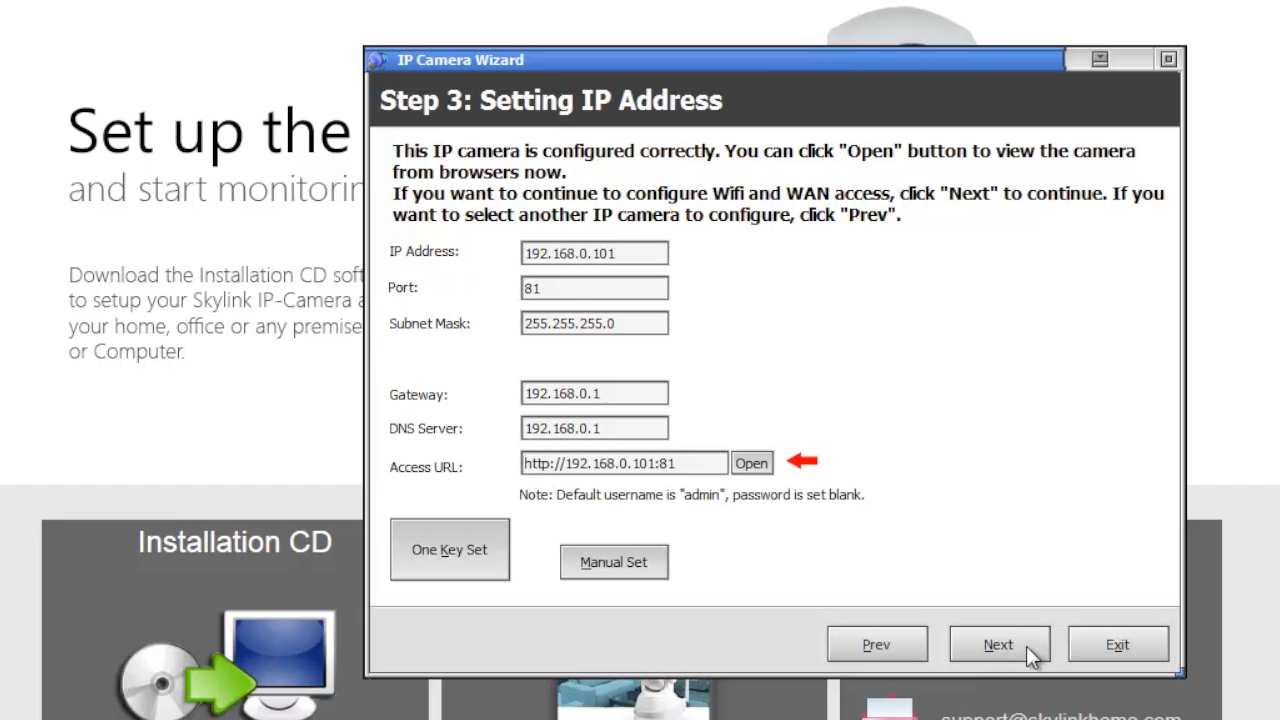 Set up the
and start monitorin
Download the Installation CD soft
to setup your Skylink IP-Camera a
your home, office or any premise
or Computer.
IP Camera Wizard
Step 3: Setting IP Address
This IP camera is configured correctly. You can click "Open" button to view the camera
from browsers now.
If you want to continue to configure Wifi and WAN access, click "Next" to continue. If you
want to select another IP camera to configure, click "Prev".
IP Address: 192.168.0.101
Port: 81
Subnet Mask: 255.255.255.0
Gateway: 192.168.0.1
DNS Server: 192.168.0.1
Access URL: http://192.168.0.101:81 Open
Note: Default username is "admin", password is set blank.
One Key Set Manual Set
Prev Next Exit
Installation CD
support@skylinkhome.com